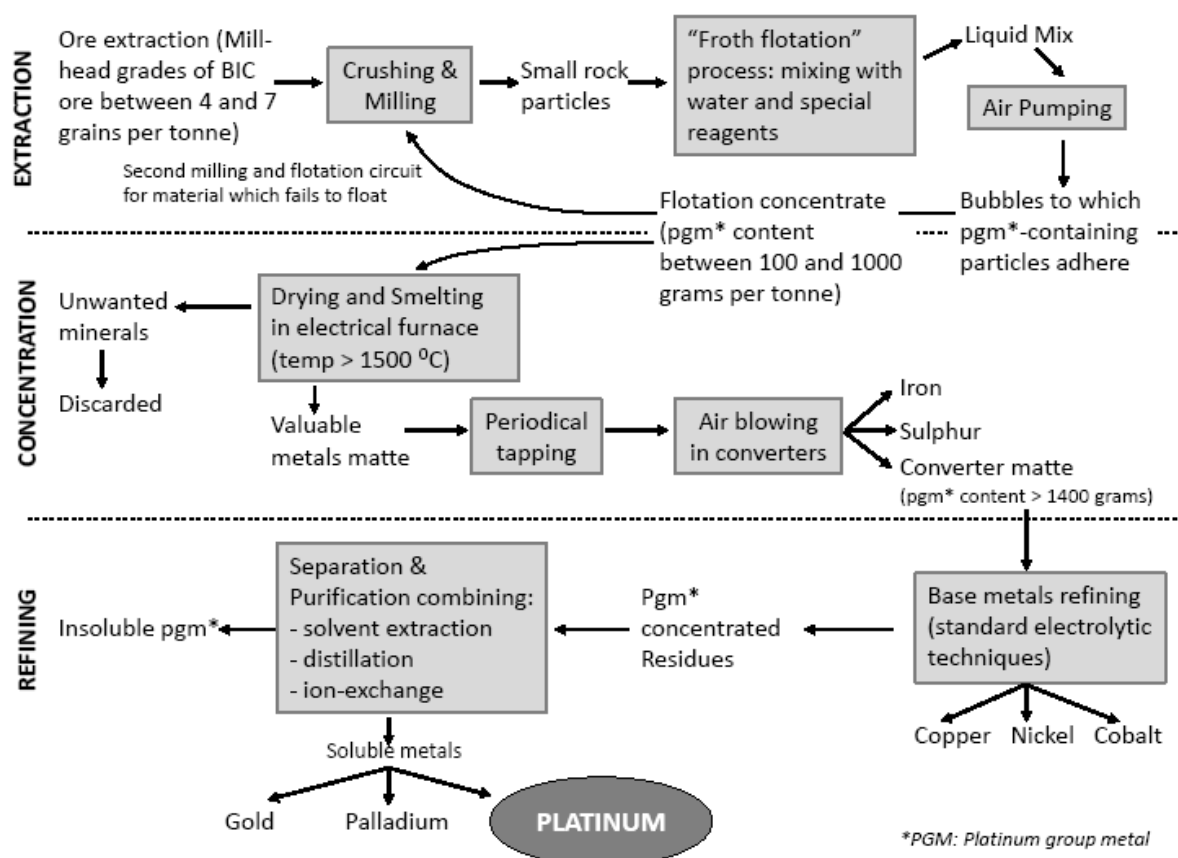 EXTRACTION
Ore extraction (Mill-
head grades of BIC
ore between 4 and 7
grains per tonne)
Crushing &
Milling
Small rock
particles
“Froth flotation”
process: mixing with
water and special
reagents
Liquid Mix
Air Pumping
Second milling and flotation circuit
for material which fails to float
Flotation concentrate
(pgm* content
between 100 and 1000
grams per tonne)
Bubbles to which
pgm*-containing
particles adhere
CONCENTRATION
Unwanted
minerals
Discarded
Drying and Smelting
in electrical furnace
(temp > 1500 ⁰C)
Valuable
metals matte
Periodical
tapping
Air blowing
in converters
Iron
Sulphur
Converter matte
(pgm* content > 1400 grams)
REFINING
Insoluble pgm*
Separation &
Purification combining:
- solvent extraction
- distillation
- ion-exchange
Pgm*
concentrated
Residues
Base metals refining
(standard electrolytic
techniques)
Copper
Nickel
Cobalt
Soluble metals
Gold
Palladium
PLATINUM
*PGM: Platinum group metal